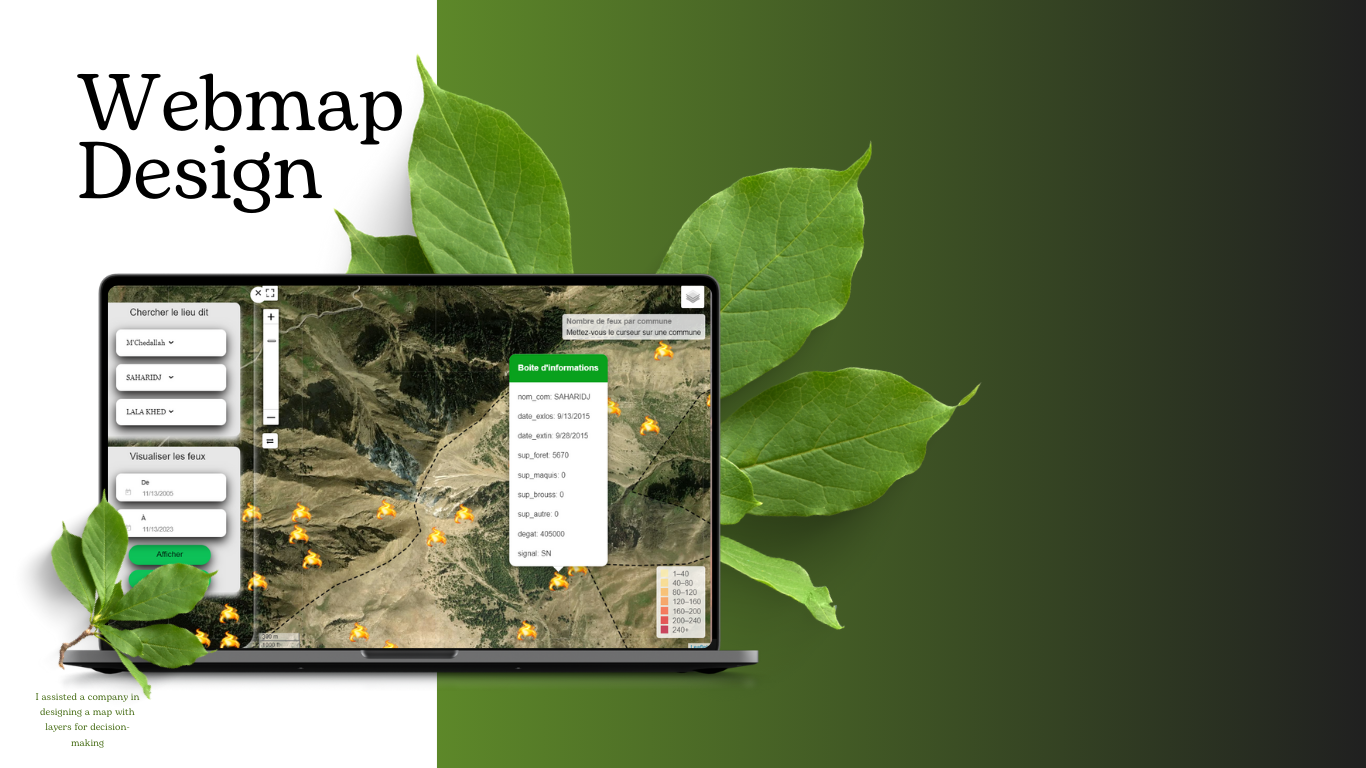 Webmap
Design
Chercher le lieu dit
M'Chedallah
SAHARIDJ
LALA KHED
Visualiser les feux
De
11/13/2005
À
11/13/2023
Afficher
Nombre de feux par commune
Mettez-vous le curseur sur une commune
Boite d'informations
nom_com: SAHARIDJ
date_exlos: 9/13/2015
date_extin: 9/28/2015
sup_foret: 5670
sup_maquis: 0
sup_brouss: 0
sup_autre: 0
degat: 405000
signal: SN
1–40
40–80
80–120
120–160
160–200
200–240
240+
I assisted a company in
designing a map with
layers for decision-
making